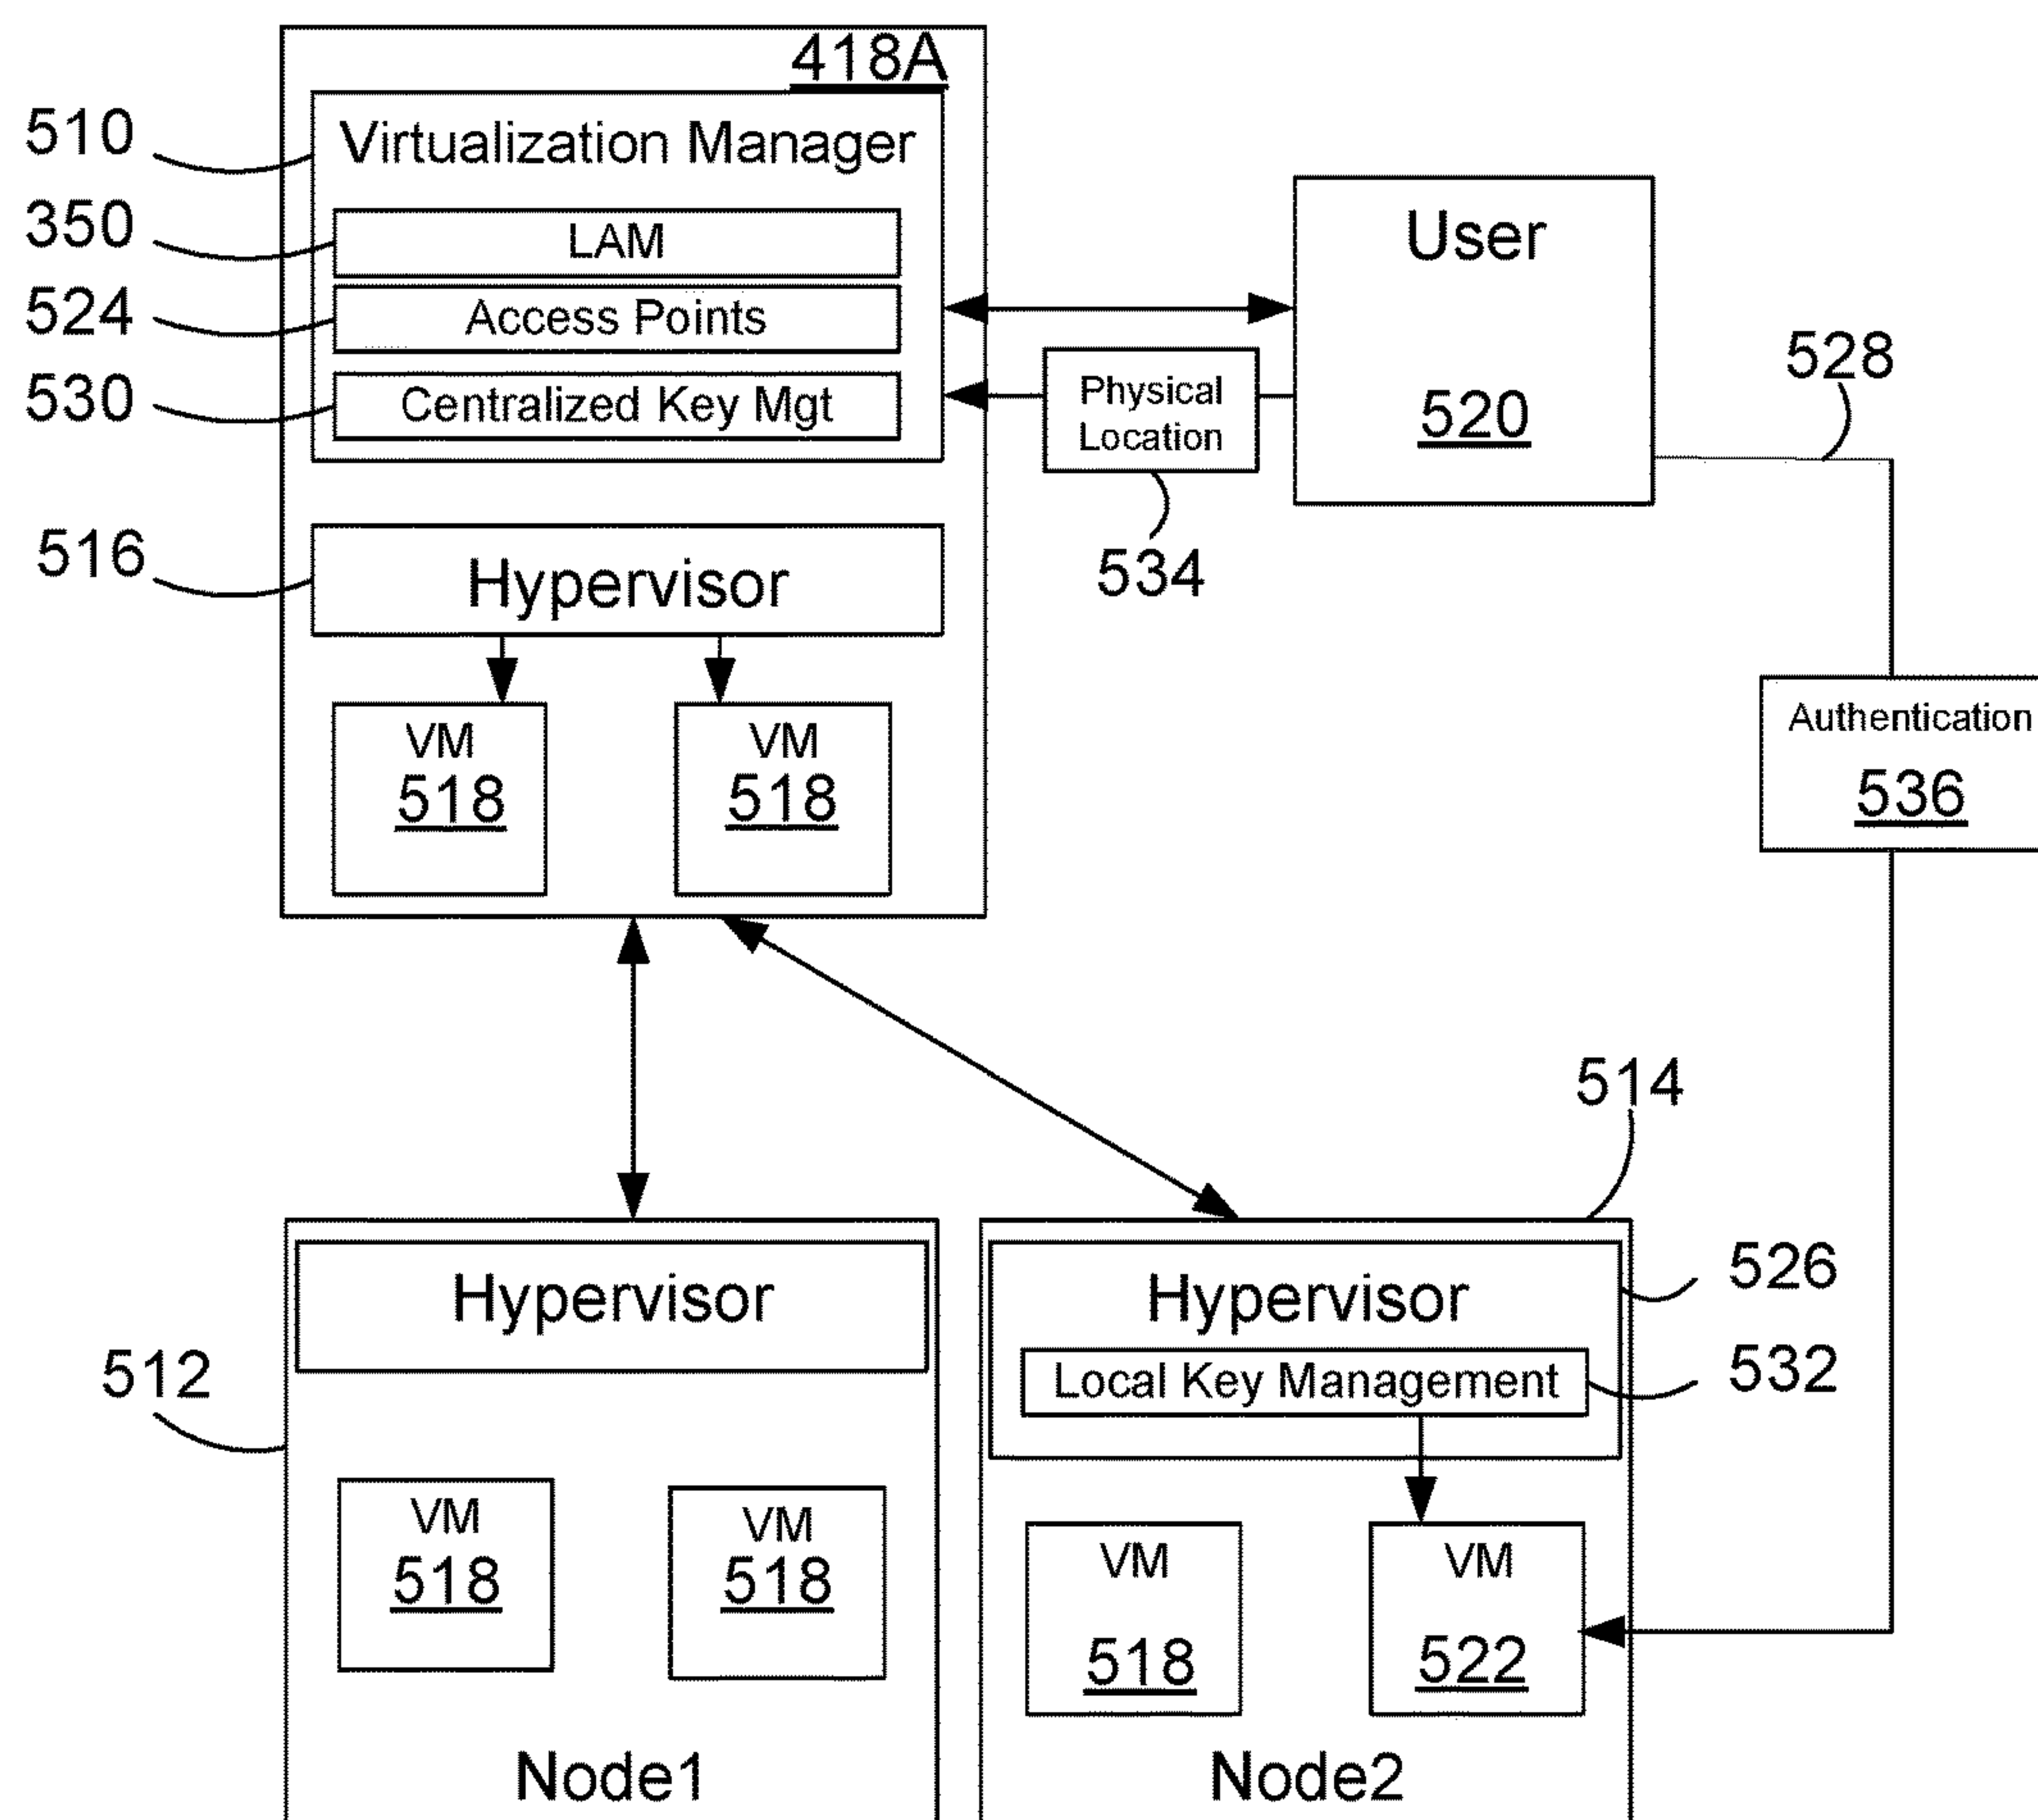 418A
510
Virtualization Manager
350
LAM
524
Access Points
530
Centralized Key Mgt
User
520
528
Physical
Location
534
516
Hypervisor
VM
518
VM
518
Authentication
536
514
Hypervisor
512
VM
518
VM
518
Node1
Hypervisor
526
Local Key Management
532
VM
518
VM
522
Node2